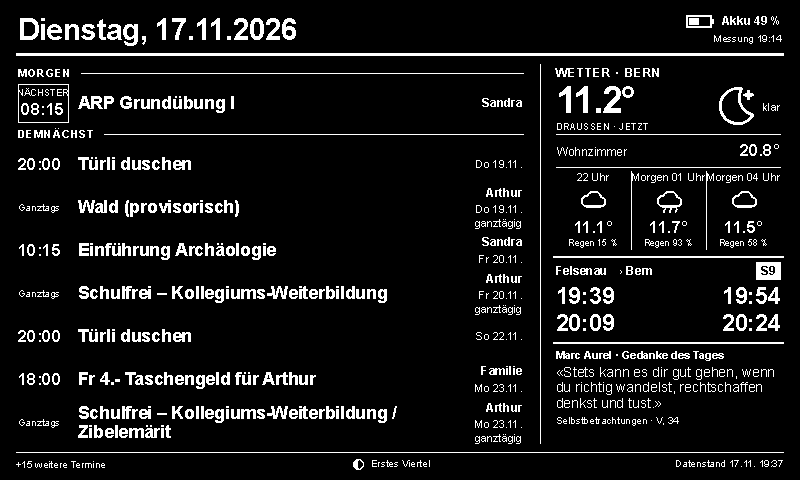 Dienstag, 17.11.2026
Akku 49 %
Messung 19:14
MORGEN
NÄCHSTER
08:15
ARP Grundübung I
Sandra
DEMNÄCHST
20:00
Türli duschen
Do 19.11.
Ganztags
Wald (provisorisch)
Arthur
Do 19.11.
ganztägig
10:15
Einführung Archäologie
Sandra
Fr 20.11.
Ganztags
Schulfrei – Kollegiums-Weiterbildung
Arthur
Fr 20.11.
ganztägig
20:00
Türli duschen
So 22.11.
18:00
Fr 4.- Taschengeld für Arthur
Familie
Mo 23.11.
Ganztags
Schulfrei – Kollegiums-Weiterbildung /
Zibelemärit
Arthur
Mo 23.11.
ganztägig
WETTER · BERN
11.2°
klar
DRAUSSEN · JETZT
Wohnzimmer 20.8°
22 Uhr Morgen 01 Uhr Morgen 04 Uhr
11.1° 11.7° 11.5°
Regen 15 % Regen 93 % Regen 58 %
Felsenau › Bern S9
19:39 19:54
20:09 20:24
Marc Aurel · Gedanke des Tages
«Stets kann es dir gut gehen, wenn
du richtig wandelst, rechtschaffen
denkst und tust.»
Selbstbetrachtungen · V, 34
+15 weitere Termine
Erstes Viertel
Datenstand 17.11. 19:37